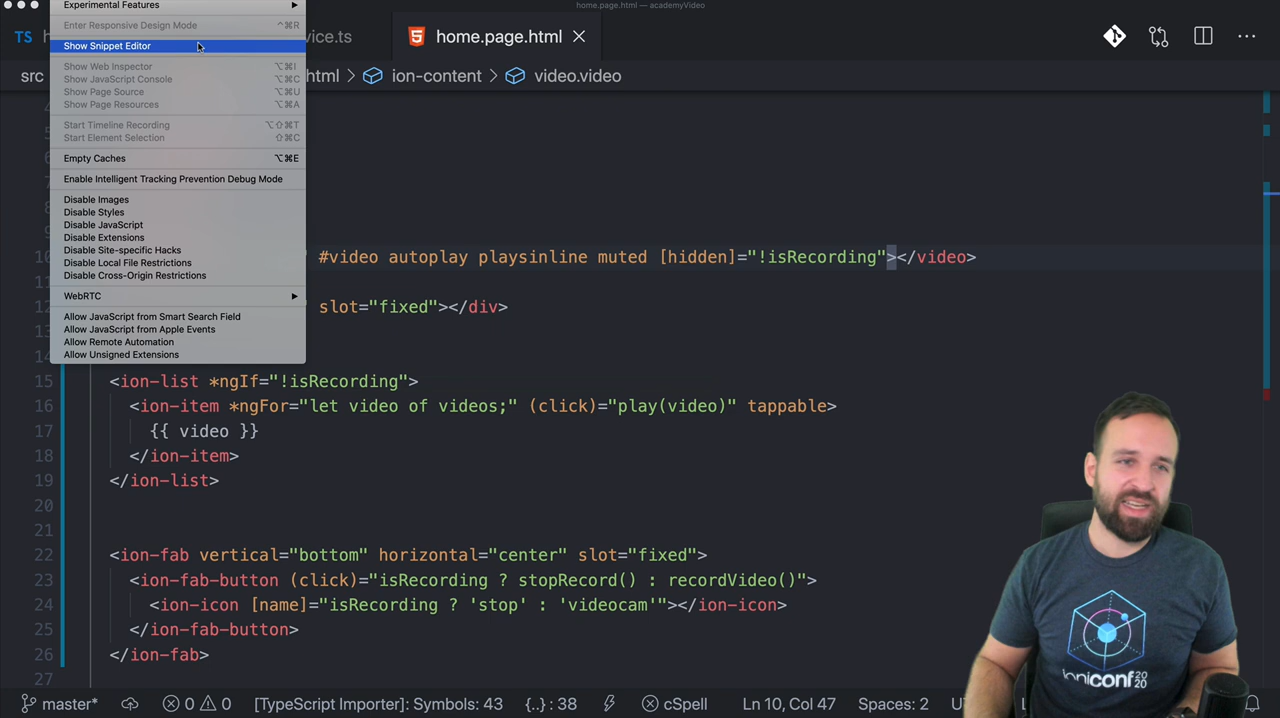 home.page.html — academyVideo
Experimental Features
Enter Responsive Design Mode ^⌘R
Show Snippet Editor
Show Web Inspector ⌥⌘I
Show JavaScript Console ⌥⌘C
Show Page Source ⌥⌘U
Show Page Resources ⌥⌘A
Start Timeline Recording ⌥⇧⌘T
Start Element Selection ⇧⌘C
Empty Caches ⌥⌘E
Enable Intelligent Tracking Prevention Debug Mode
Disable Images
Disable Styles
Disable JavaScript
Disable Extensions
Disable Site-specific Hacks
Disable Local File Restrictions
Disable Cross-Origin Restrictions
WebRTC
Allow JavaScript from Smart Search Field
Allow JavaScript from Apple Events
Allow Remote Automation
Allow Unsigned Extensions
TS h vice.ts home.page.html
src html > ion-content > video.video
10 #video autoplay playsinline muted [hidden]="!isRecording"></video>
11
12 " slot="fixed"></div>
13
14
15 <ion-list *ngIf="!isRecording">
16 <ion-item *ngFor="let video of videos;" (click)="play(video)" tappable>
17 {{ video }}
18 </ion-item>
19 </ion-list>
20
21
22 <ion-fab vertical="bottom" horizontal="center" slot="fixed">
23 <ion-fab-button (click)="isRecording ? stopRecord() : recordVideo()">
24 <ion-icon [name]="isRecording ? 'stop' : 'videocam'"></ion-icon>
25 </ion-fab-button>
26 </ion-fab>
27
ioniconf 2020
master* 0 0 [TypeScript Importer]: Symbols: 43 {..} : 38 cSpell Ln 10, Col 47 Spaces: 2